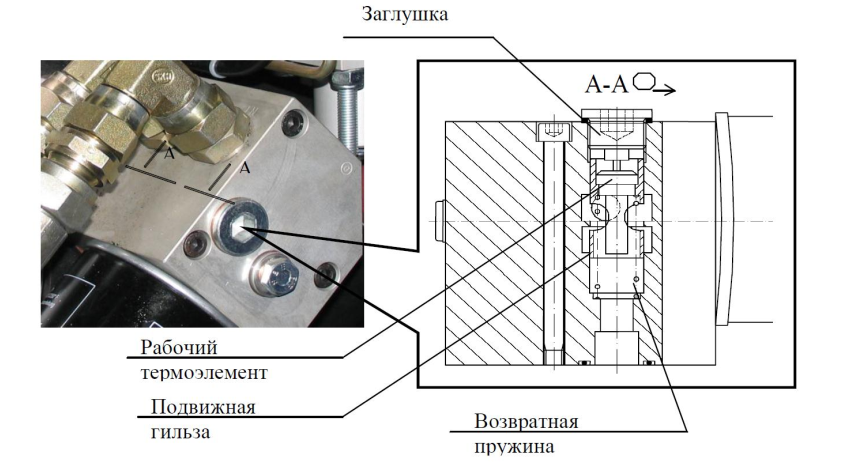 Заглушка
А-А
А
А
Рабочий
термоэлемент
Подвижная
гильза
Возвратная
пружина